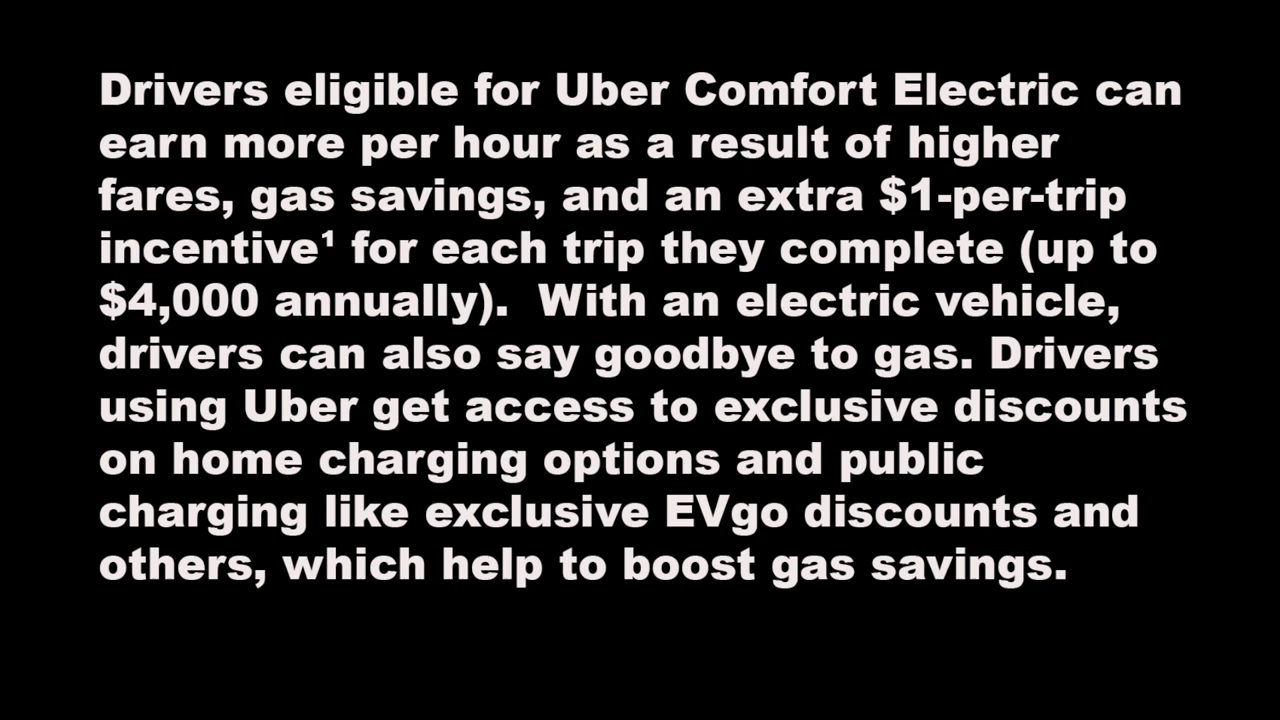 Drivers eligible for Uber Comfort Electric can
earn more per hour as a result of higher
fares, gas savings, and an extra $1-per-trip
incentive¹ for each trip they complete (up to
$4,000 annually).  With an electric vehicle,
drivers can also say goodbye to gas. Drivers
using Uber get access to exclusive discounts
on home charging options and public
charging like exclusive EVgo discounts and
others, which help to boost gas savings.